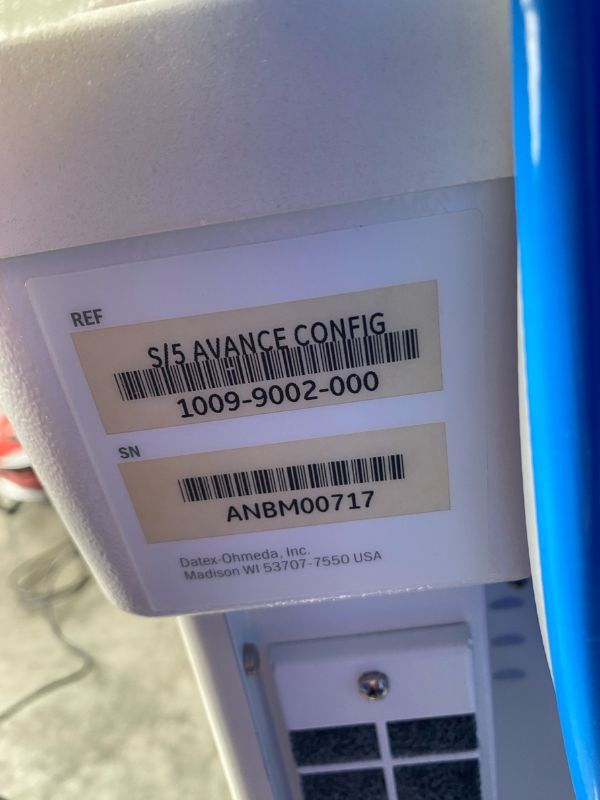 REF
S/5 AVANCE CONFIG
1009-9002-000
SN
ANBM00717
Datex-Ohmeda, Inc.
Madison WI 53707-7550 USA